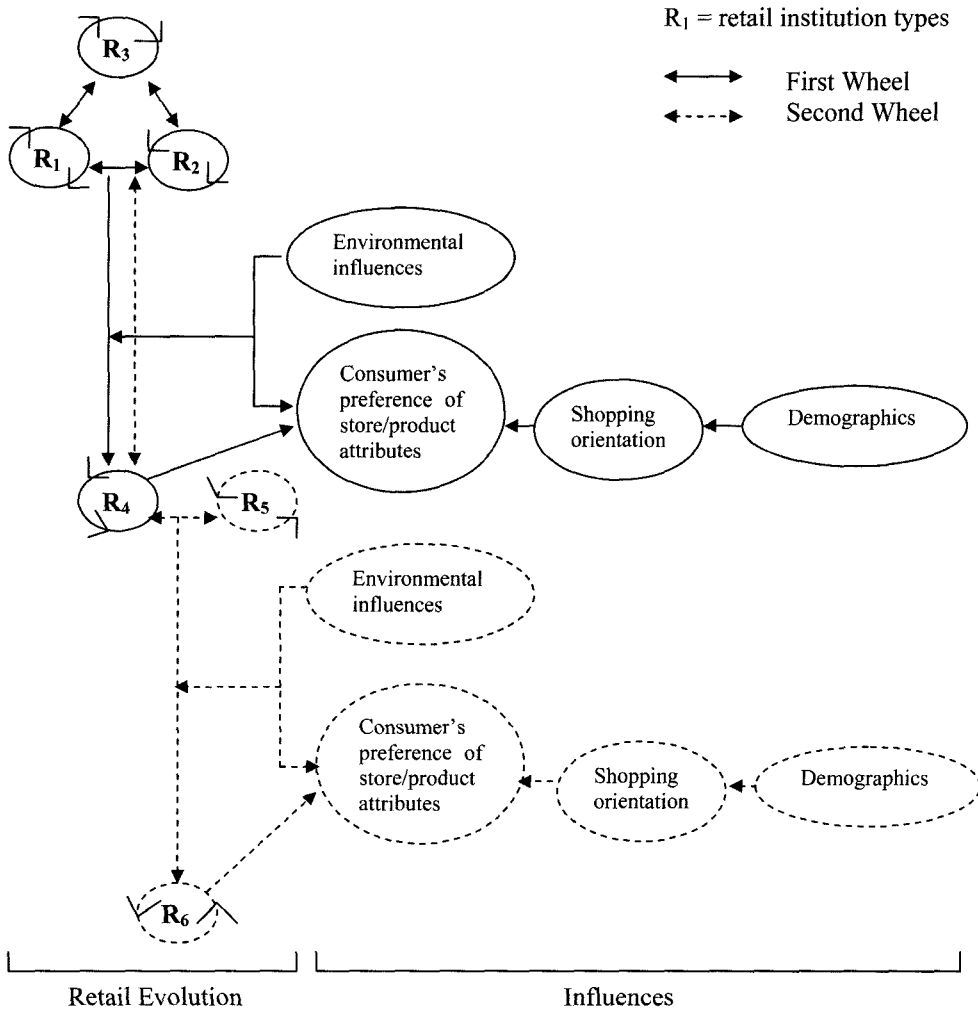 R₁ = retail institution types
First Wheel
Second Wheel
R₃
R₁
R₂
Environmental
influences
Consumer's
preference of
store/product
attributes
Shopping
orientation
Demographics
R₄
R₅
Environmental
influences
Consumer's
preference of
store/product
attributes
Shopping
orientation
Demographics
R₆
Retail Evolution
Influences